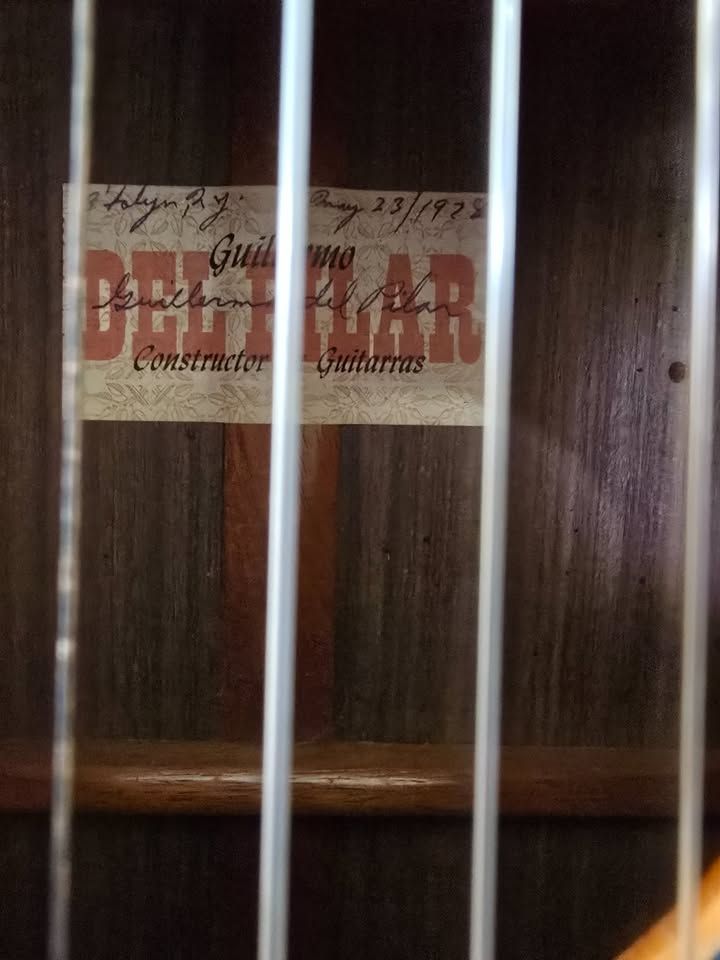 B'klyn, N.Y. May 23/1978
Guillermo
DEL PILAR
Guillermo del Pilar
Constructor Guitarras